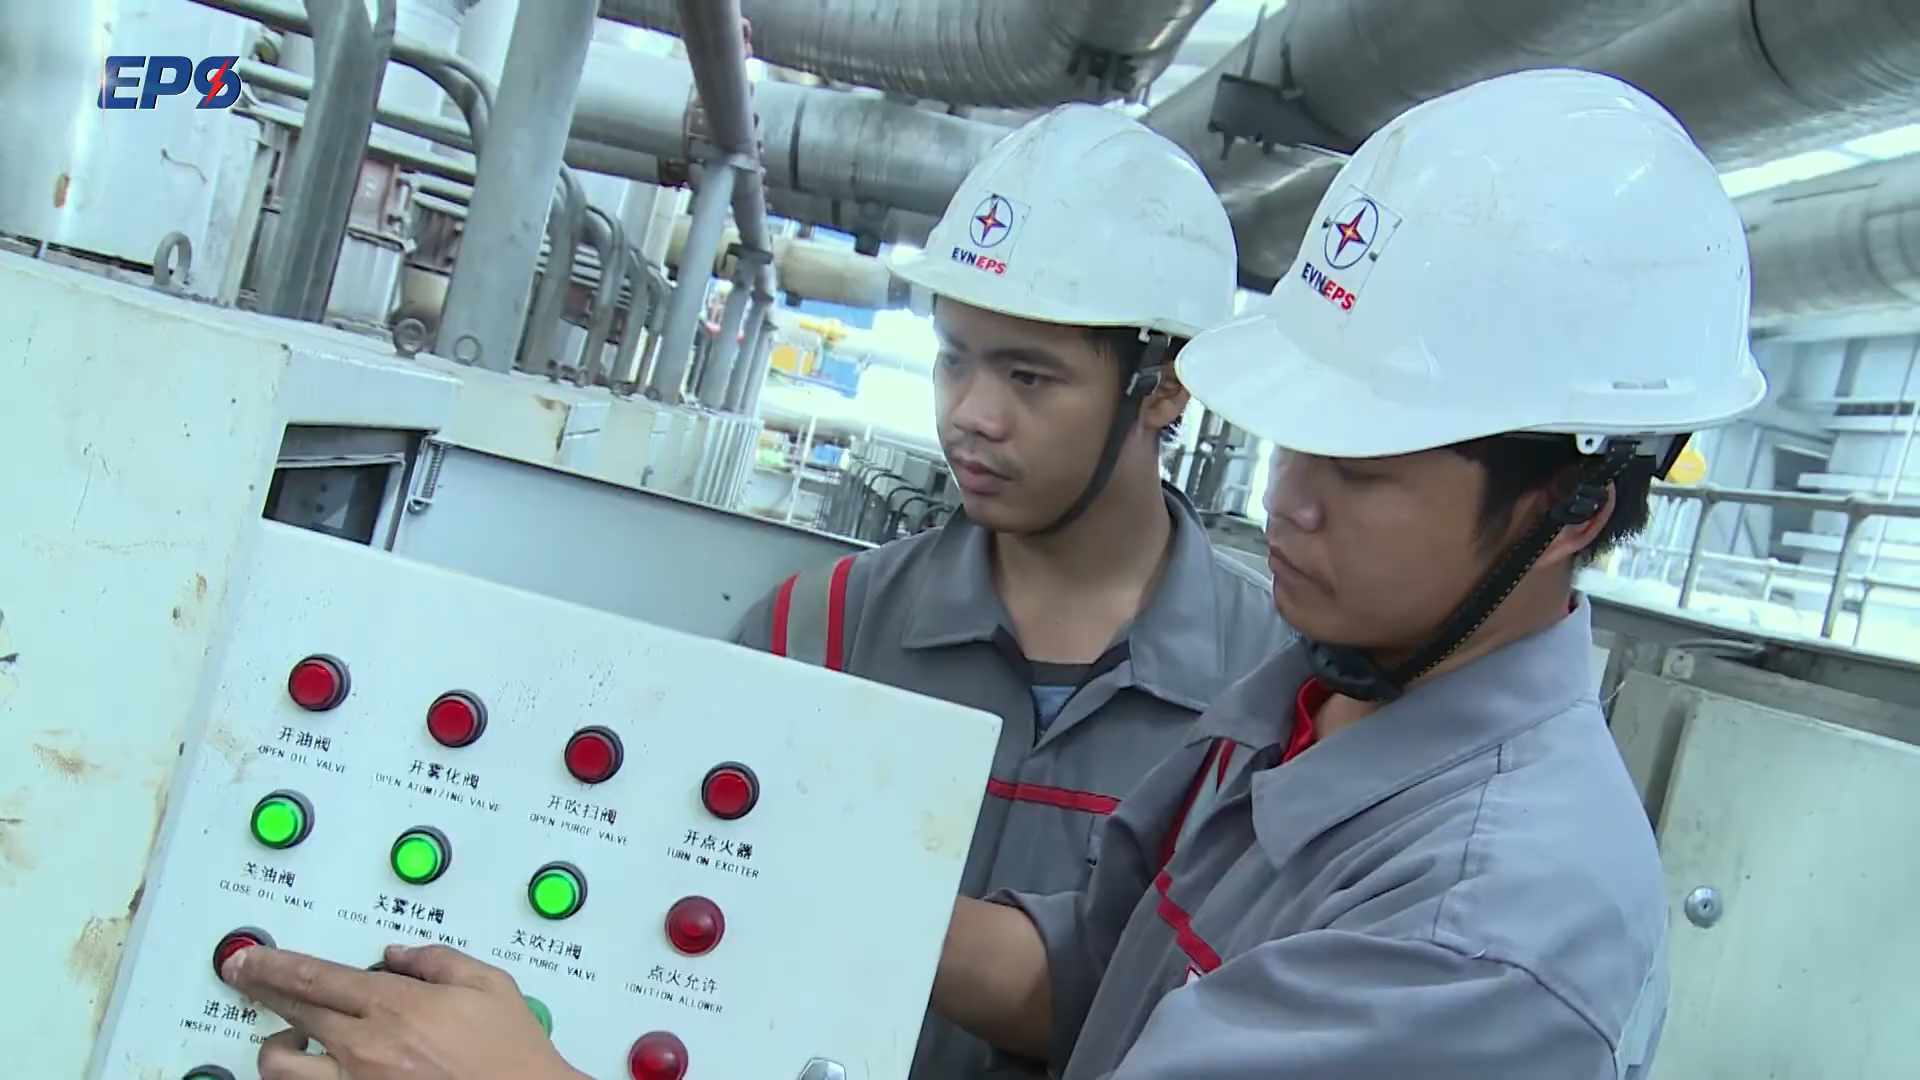 EPS
EVNEPS
EVNEPS
开油阀
OPEN OIL VALVE
开雾化阀
OPEN ATOMIZING VALVE
开吹扫阀
OPEN PURGE VALVE
开点火器
TURN ON EXCITER
关油阀
CLOSE OIL VALVE
关雾化阀
CLOSE ATOMIZING VALVE
关吹扫阀
CLOSE PURGE VALVE
点火允许
IGNITION ALLOWER
进油枪
INSERT OIL